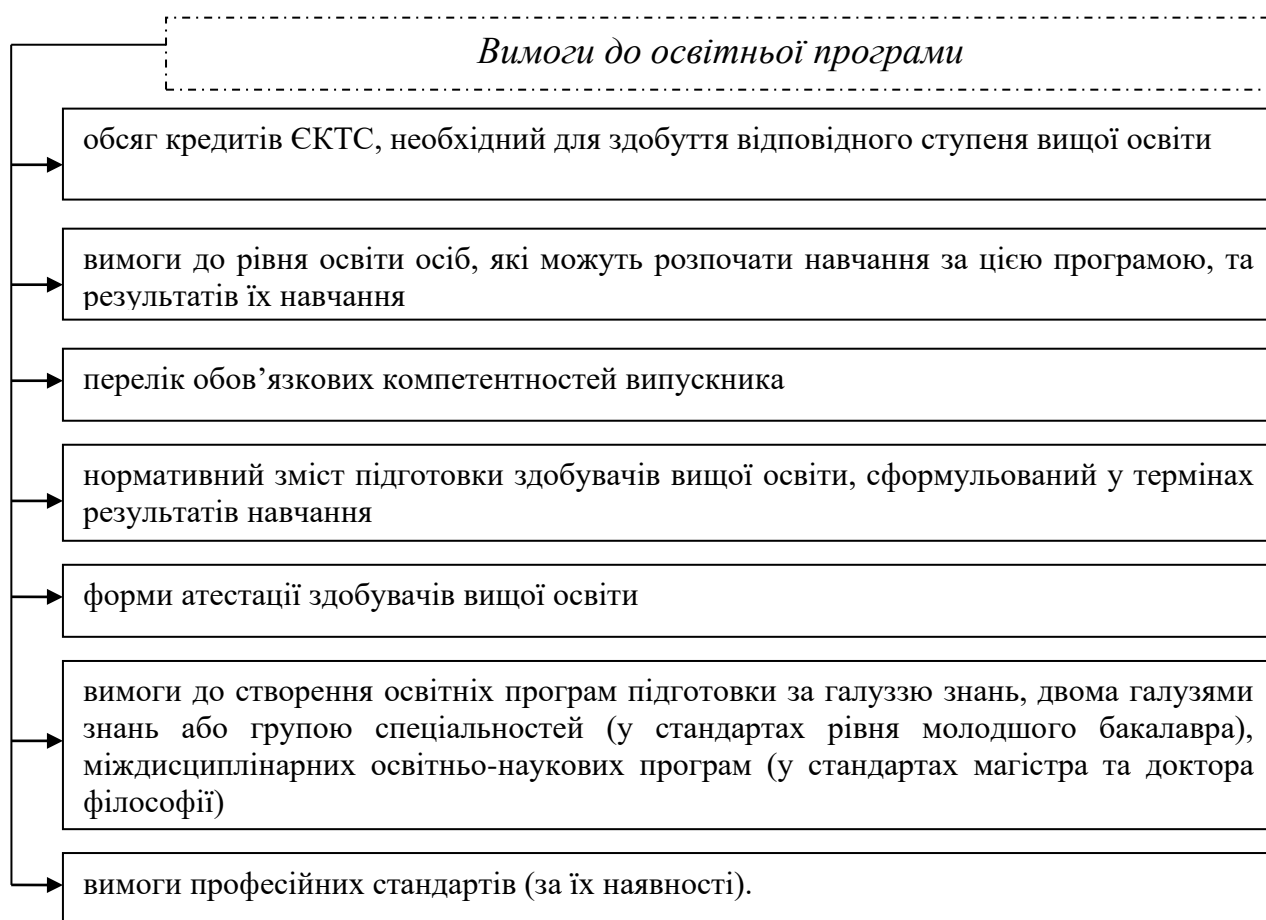 Вимоги до освітньої програми
обсяг кредитів ЄКТС, необхідний для здобуття відповідного ступеня вищої освіти
вимоги до рівня освіти осіб, які можуть розпочати навчання за цією програмою, та
результатів їх навчання
перелік обов’язкових компетентностей випускника
нормативний зміст підготовки здобувачів вищої освіти, сформульований у термінах
результатів навчання
форми атестації здобувачів вищої освіти
вимоги до створення освітніх програм підготовки за галуззю знань, двома галузями
знань або групою спеціальностей (у стандартах рівня молодшого бакалавра),
міждисциплінарних освітньо-наукових програм (у стандартах магістра та доктора
філософії)
вимоги професійних стандартів (за їх наявності).